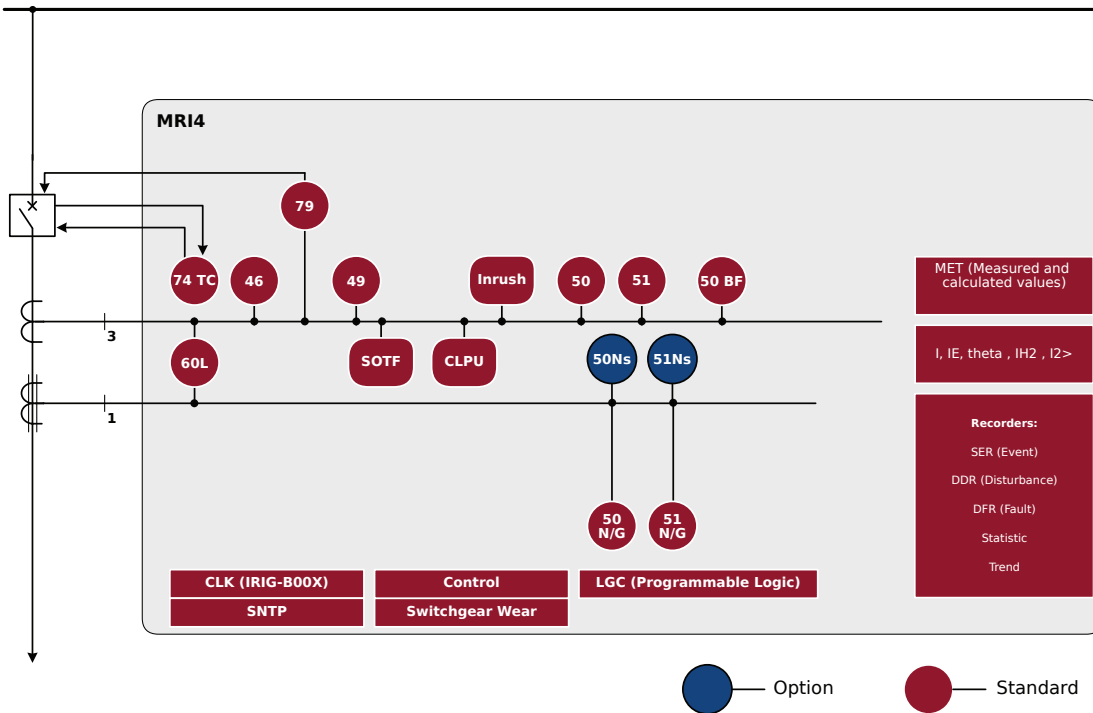 MRI4
79
74 TC
46
49
Inrush
50
51
50 BF
MET (Measured and
calculated values)
3
60L
SOTF
CLPU
50Ns
51Ns
I, IE, theta , IH2 , I2>
1
Recorders:
SER (Event)
DDR (Disturbance)
DFR (Fault)
Statistic
Trend
50
N/G
51
N/G
CLK (IRIG-B00X)
Control
LGC (Programmable Logic)
SNTP
Switchgear Wear
Option
Standard